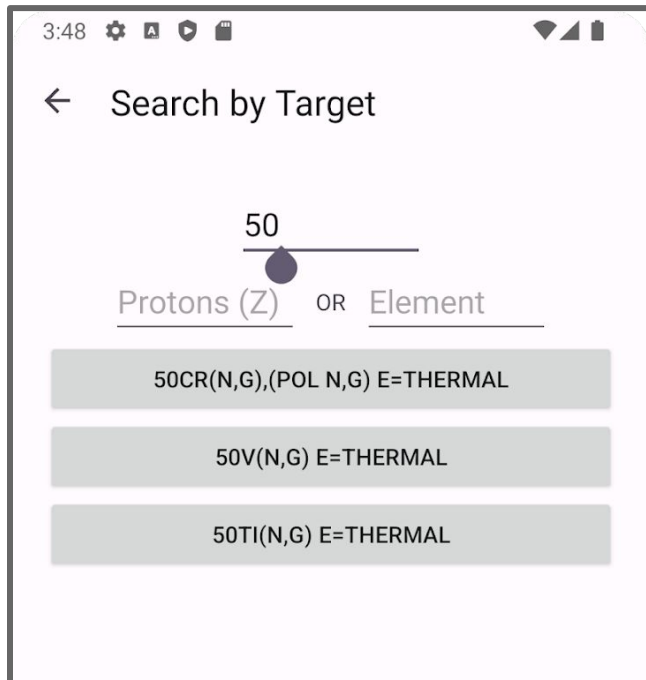 3:48
Search by Target
50
Protons (Z) OR Element
50CR(N,G),(POL N,G) E=THERMAL
50V(N,G) E=THERMAL
50TI(N,G) E=THERMAL